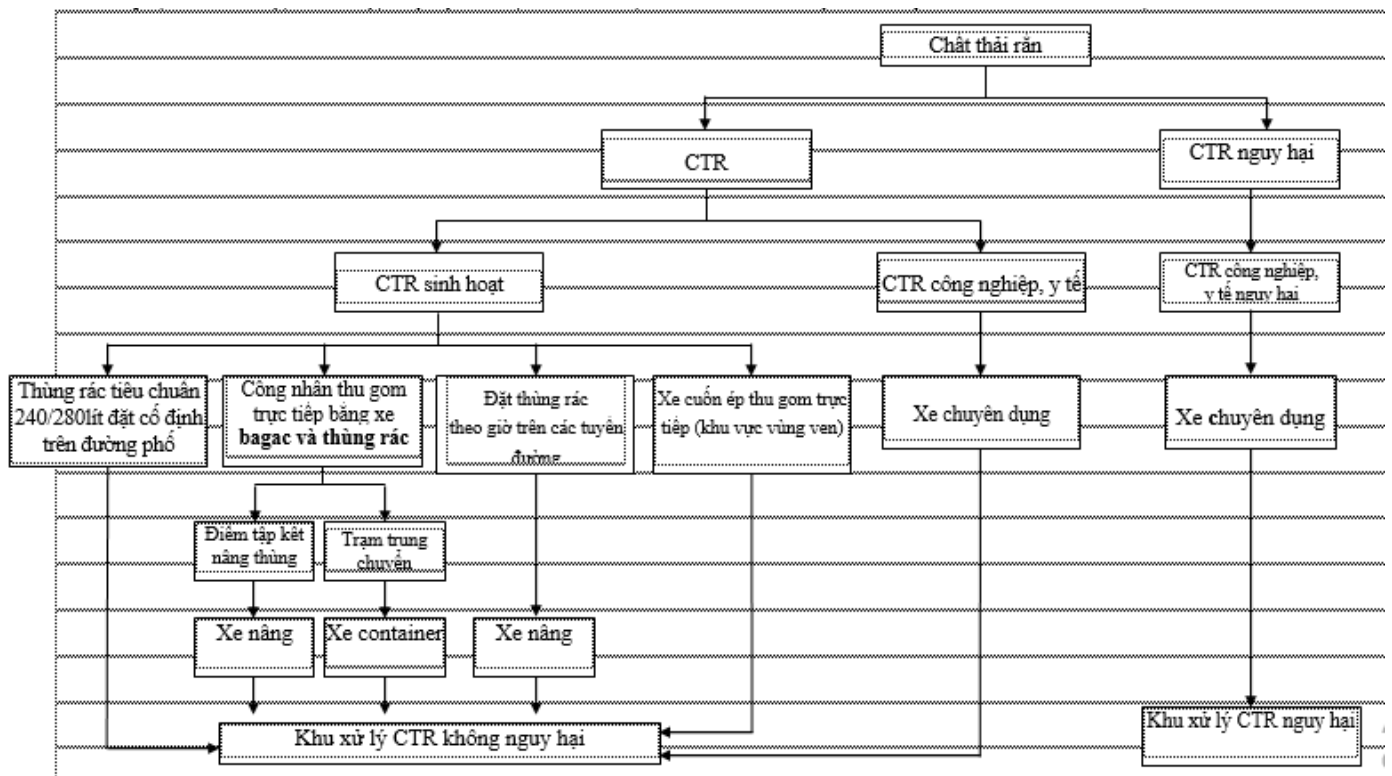 Chất thải rắn
CTR
CTR nguy hại
CTR sinh hoạt
CTR công nghiệp, y tế
CTR công nghiệp,
y tế nguy hai
Thùng rác tiêu chuẩn
240/280lít đặt cố định
trên đường phố
Công nhân thu gom
trực tiếp bằng xe
bagac và thùng rác
Đặt thùng rác
theo giờ trên các tuyến
đường
Xe cuốn ép thu gom trực
tiếp (khu vực vùng ven)
Xe chuyên dụng
Xe chuyên dụng
Điểm tập kết
nâng thùng
Trạm trung
chuyển
Xe nâng
Xe container
Xe nâng
Khu xử lý CTR không nguy hại
Khu xử lý CTR nguy hại